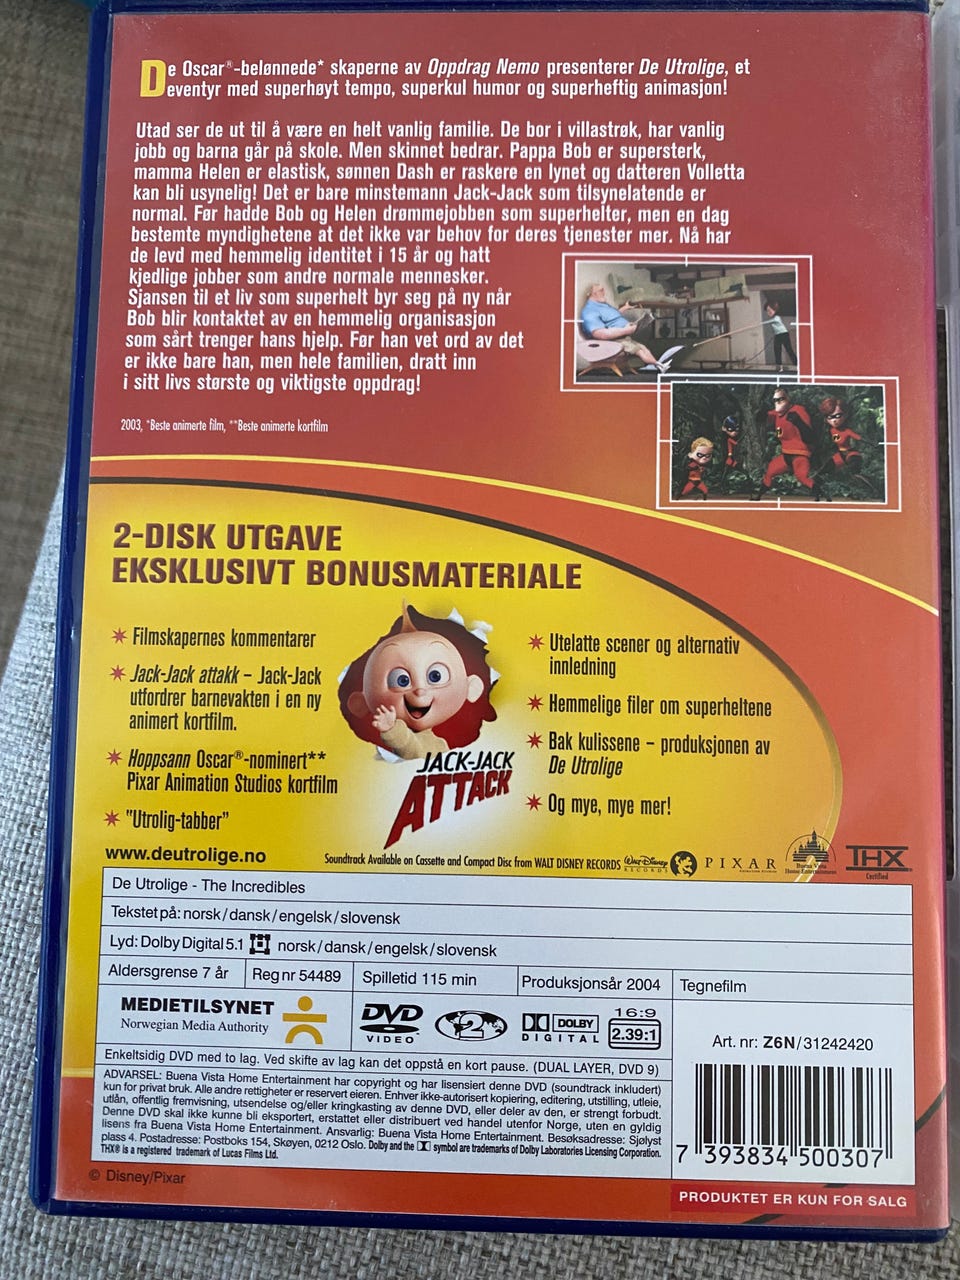 De Oscar®-belønnede* skaperne av Oppdrag Nemo presenterer De Utrolige, et
eventyr med superhøyt tempo, superkul humor og superheftig animasjon!
Utad ser de ut til å være en helt vanlig familie. De bor i villastrøk, har vanlig
jobb og barna går på skole. Men skinnet bedrar. Pappa Bob er supersterk,
mamma Helen er elastisk, sønnen Dash er raskere en lynet og datteren Volletta
kan bli usynelig! Det er bare minstemann Jack-Jack som tilsynelatende er
normal. Før hadde Bob og Helen drømmejobben som superhelter, men en dag
bestemte myndighetene at det ikke var behov for deres tjenester mer. Nå har
de levd med hemmelig identitet i 15 år og hatt
kjedlige jobber som andre normale mennesker.
Sjansen til et liv som superhelt byr seg på ny når
Bob blir kontaktet av en hemmelig organisasjon
som sårt trenger hans hjelp. Før han vet ord av det
er ikke bare han, men hele familien, dratt inn
i sitt livs største og viktigste oppdrag!
2003, *Beste animerte film, **Beste animerte kortfilm
2-DISK UTGAVE
EKSKLUSIVT BONUSMATERIALE
Filmskapernes kommentarer
Jack-Jack attakk – Jack-Jack
utfordrer barnevakten i en ny
animert kortfilm.
Hoppsann Oscar®-nominert**
Pixar Animation Studios kortfilm
"Utrolig-tabber"
JACK-JACK
ATTACK
Utelatte scener og alternativ
innledning
Hemmelige filer om superheltene
Bak kulissene – produksjonen av
De Utrolige
Og mye, mye mer!
www.deutrolige.no
Soundtrack Available on Cassette and Compact Disc from WALT DISNEY RECORDS
Walt Disney
RECORDS
PIXAR
ANIMATION STUDIOS
Buena Vista
Home Entertainment
THX
Certified
De Utrolige - The Incredibles
Tekstet på: norsk/dansk/engelsk/slovensk
Lyd: Dolby Digital 5.1 norsk/dansk/engelsk/slovensk
Aldersgrense 7 år Reg nr 54489 Spilletid 115 min Produksjonsår 2004 Tegnefilm
MEDIETILSYNET
Norwegian Media Authority
DVD
VIDEO
2
DOLBY
DIGITAL
16:9
2.39:1
Art. nr: Z6N/31242420
Enkeltsidig DVD med to lag. Ved skifte av lag kan det oppstå en kort pause. (DUAL LAYER, DVD 9)
ADVARSEL: Buena Vista Home Entertainment har copyright og har lisensiert denne DVD (soundtrack inkludert)
kun for privat bruk. Alle andre rettigheter er reservert eieren. Enhver ikke-autorisert kopiering, editering, utstilling, utleie,
utlån, offentlig fremvisning, utsendelse og/eller kringkasting av denne DVD, eller deler av den, er strengt forbudt.
Denne DVD skal ikke kunne bli eksportert, erstattet eller distribuert ved handel utenfor Norge, uten en gyldig
lisens fra Buena Vista Home Entertainment. Ansvarlig: Buena Vista Home Entertainment. Besøksadresse: Sjølyst
plass 4. Postadresse: Postboks 154, Skøyen, 0212 Oslo. Dolby and the symbol are trademarks of Dolby Laboratories Licensing Corporation.
THX® is a registered trademark of Lucas Films Ltd.
7 393834 500307
© Disney/Pixar
PRODUKTET ER KUN FOR SALG